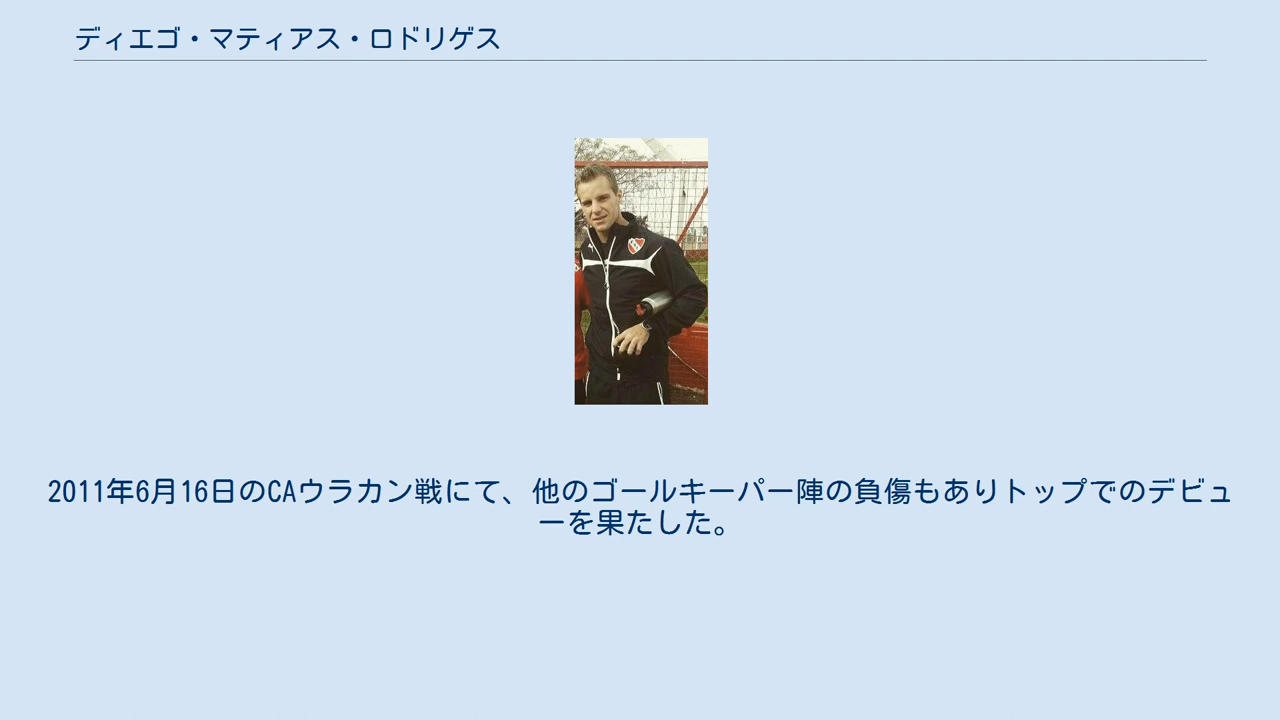 ディエゴ・マティアス・ロドリゲス
2011年6月16日のCAウラカン戦にて、他のゴールキーパー陣の負傷もありトップでのデビュ
ーを果たした。